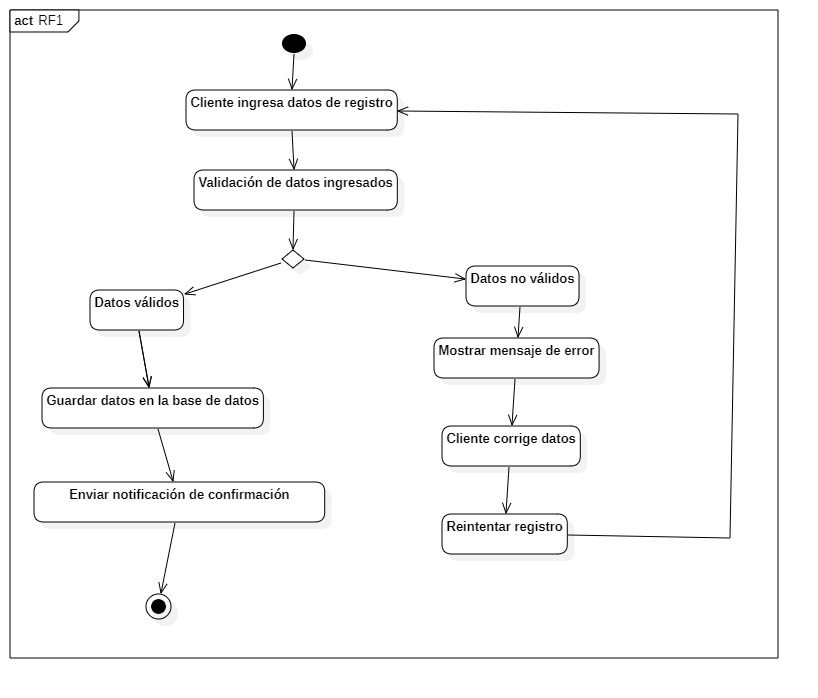 act RF1
Cliente ingresa datos de registro
Validación de datos ingresados
Datos válidos
Datos no válidos
Mostrar mensaje de error
Guardar datos en la base de datos
Cliente corrige datos
Enviar notificación de confirmación
Reintentar registro